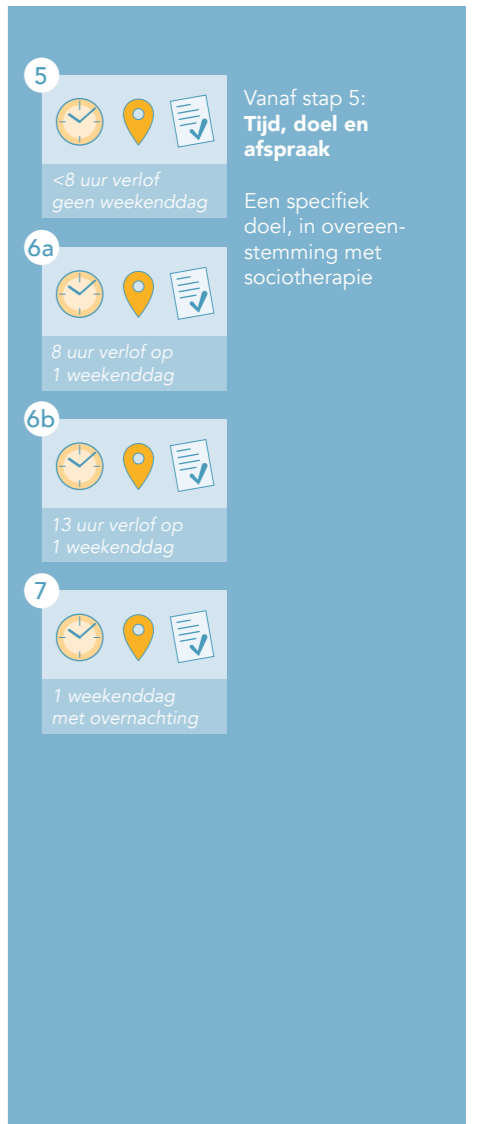 5
<8 uur verlof
geen weekenddag
6a
8 uur verlof op
1 weekenddag
6b
13 uur verlof op
1 weekenddag
7
1 weekenddag
met overnachting
Vanaf stap 5:
Tijd, doel en
afspraak
Een specifiek
doel, in overeen-
stemming met
sociotherapie